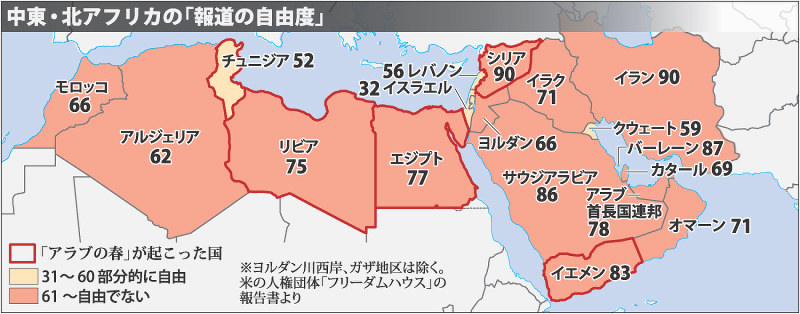 中東・北アフリカの「報道の自由度」
チュニジア 52
56 レバノン
32 イスラエル
シリア
90
イラク
71
イラン 90
モロッコ
66
アルジェリア
62
リビア
75
エジプト
77
ヨルダン 66
クウェート 59
バーレーン 87
カタール 69
サウジアラビア
86
アラブ
首長国連邦
78
オマーン 71
イエメン 83
「アラブの春」が起こった国
31～60 部分的に自由
61～自由でない
※ヨルダン川西岸、ガザ地区は除く。
米の人権団体「フリーダムハウス」の
報告書より